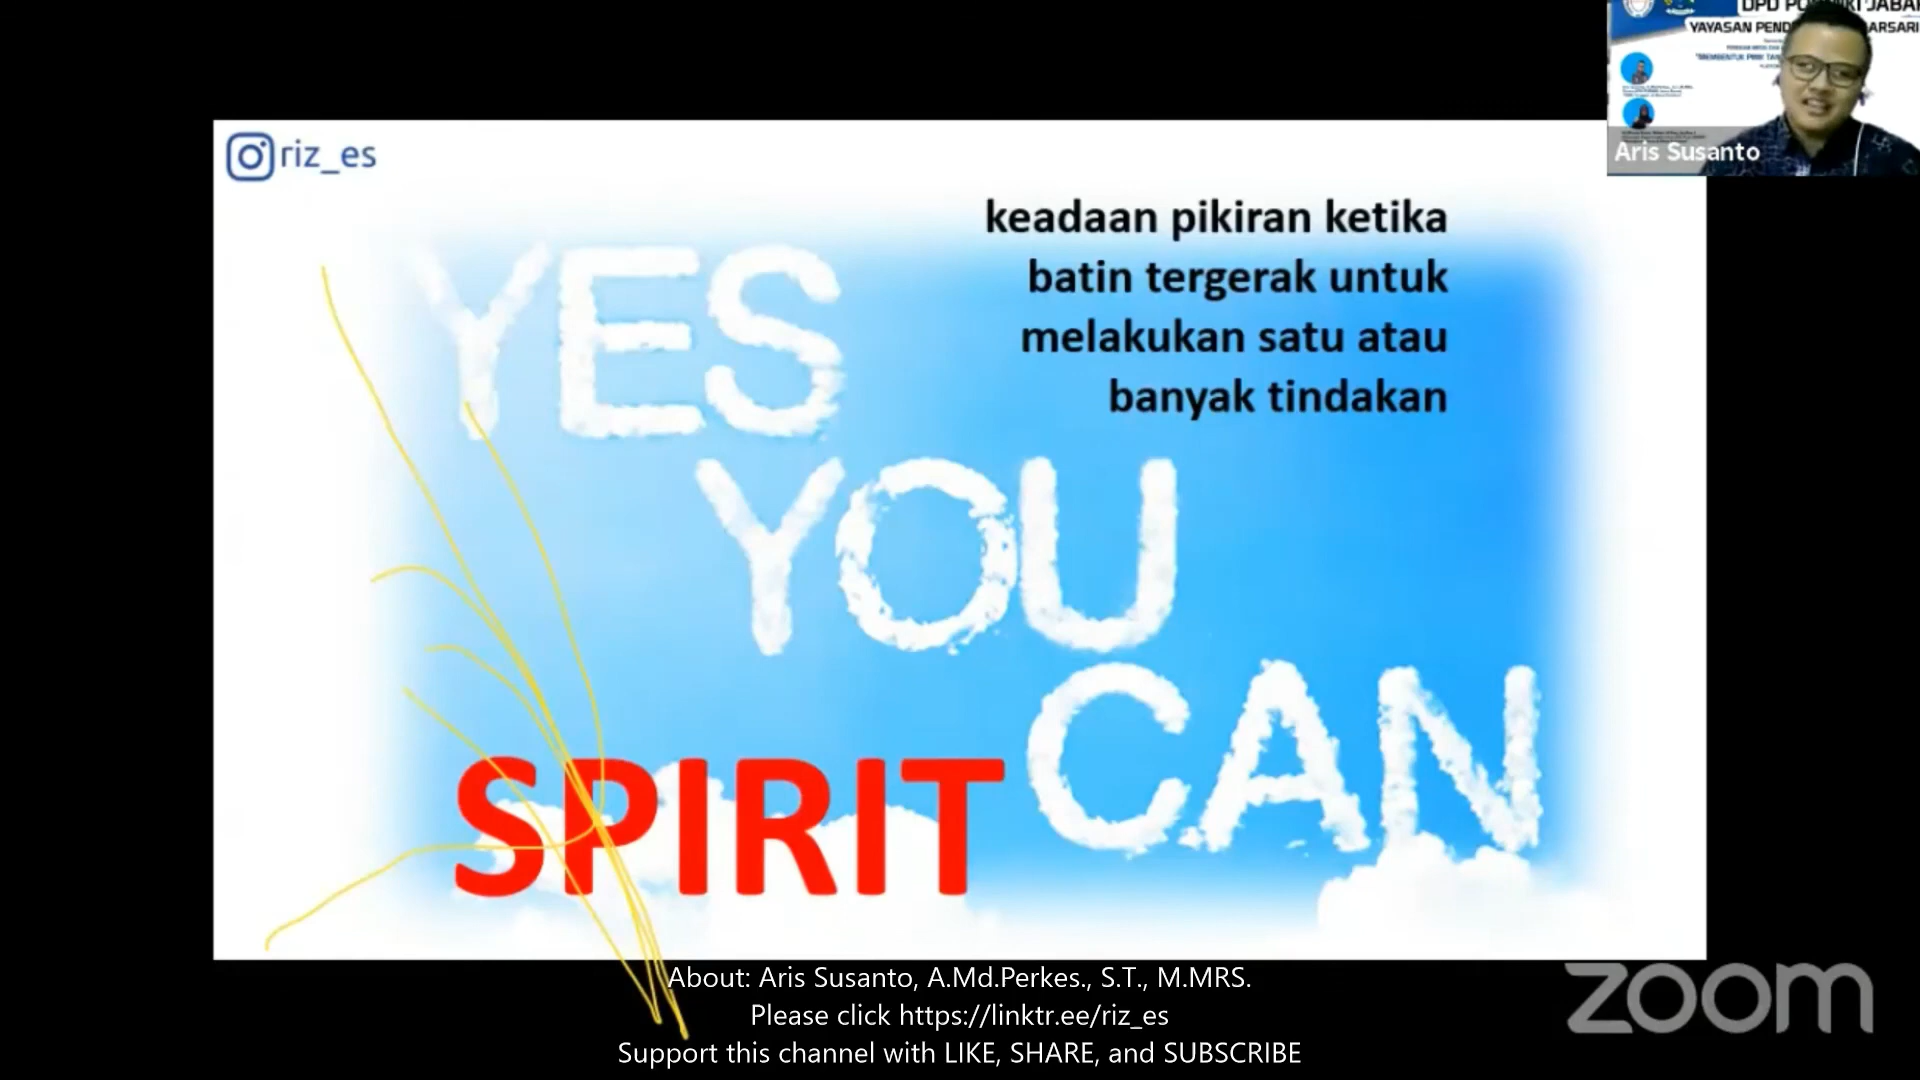 riz_es
keadaan pikiran ketika
batin tergerak untuk
melakukan satu atau
banyak tindakan
YES
YOU
CAN
SPIRIT
DPD
JABAR
YAYASAN PEND
ARSARI
Aris Susanto
About: Aris Susanto, A.Md.Perkes., S.T., M.MRS.
Please click https://linktr.ee/riz_es
Support this channel with LIKE, SHARE, and SUBSCRIBE
zoom